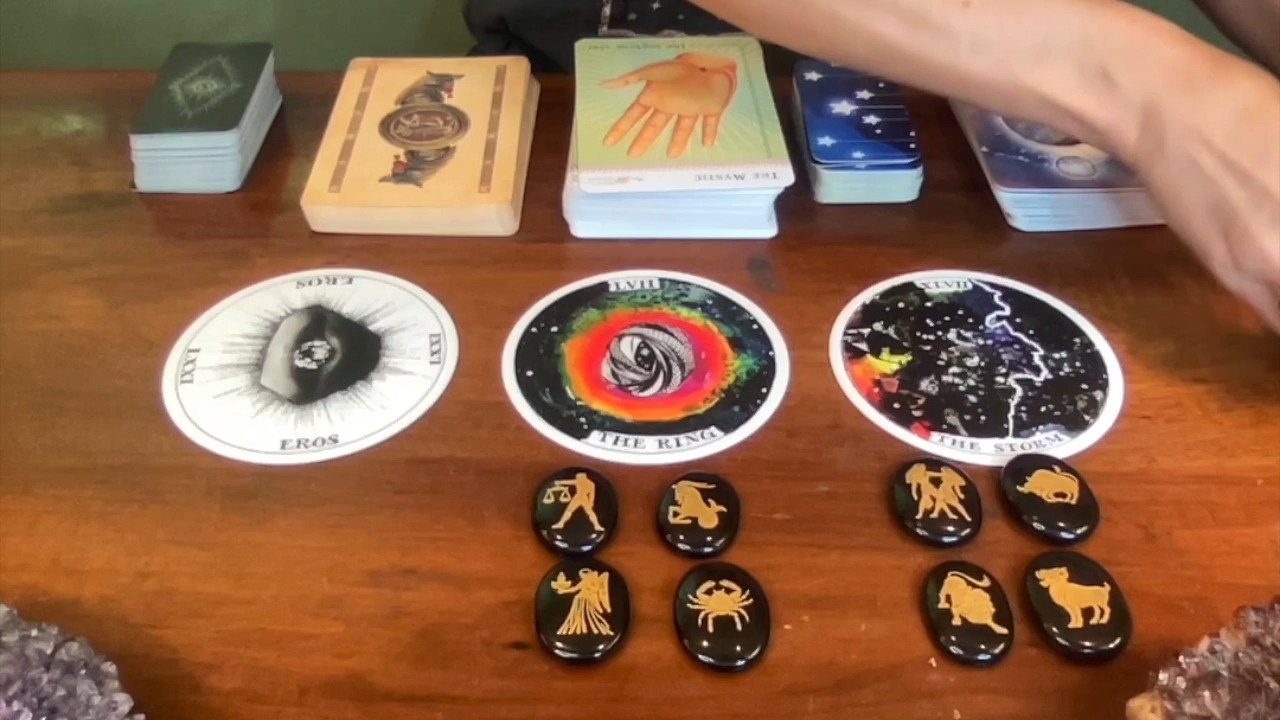 THE MYSTIC
EROS
LXXI
LXXI
EROS
LVII
THE RING
XLVII
THE STORM